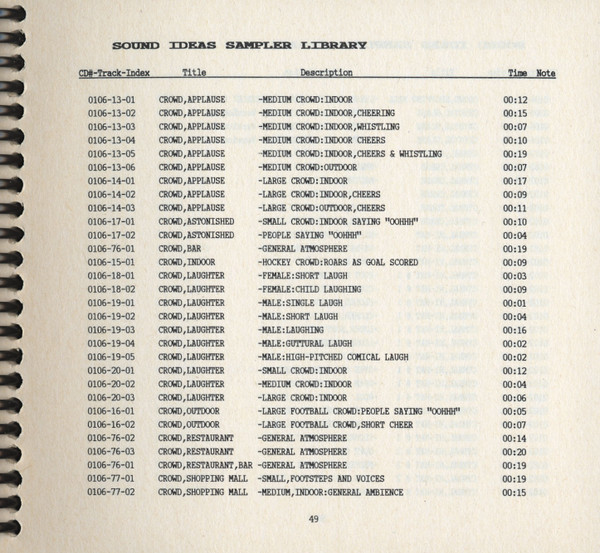 SOUND IDEAS SAMPLER LIBRARY
CD#-Track-Index Title Description Time Note
0106-13-01 CROWD,APPLAUSE -MEDIUM CROWD:INDOOR 00:12
0106-13-02 CROWD,APPLAUSE -MEDIUM CROWD:INDOOR,CHEERING 00:15
0106-13-03 CROWD,APPLAUSE -MEDIUM CROWD:INDOOR,WHISTLING 00:07
0106-13-04 CROWD,APPLAUSE -MEDIUM CROWD:INDOOR CHEERS 00:10
0106-13-05 CROWD,APPLAUSE -MEDIUM CROWD:INDOOR,CHEERS & WHISTLING 00:19
0106-13-06 CROWD,APPLAUSE -MEDIUM CROWD:OUTDOOR 00:07
0106-14-01 CROWD,APPLAUSE -LARGE CROWD:INDOOR 00:17
0106-14-02 CROWD,APPLAUSE -LARGE CROWD:INDOOR,CHEERS 00:09
0106-14-03 CROWD,APPLAUSE -LARGE CROWD:OUTDOOR,CHEERS 00:11
0106-17-01 CROWD,ASTONISHED -SMALL CROWD:INDOOR SAYING "OOHHH" 00:10
0106-17-02 CROWD,ASTONISHED -PEOPLE SAYING "OOHHH" 00:04
0106-76-01 CROWD,BAR -GENERAL ATMOSPHERE 00:19
0106-15-01 CROWD,INDOOR -HOCKEY CROWD:ROARS AS GOAL SCORED 00:09
0106-18-01 CROWD,LAUGHTER -FEMALE:SHORT LAUGH 00:03
0106-18-02 CROWD,LAUGHTER -FEMALE:CHILD LAUGHING 00:09
0106-19-01 CROWD,LAUGHTER -MALE:SINGLE LAUGH 00:01
0106-19-02 CROWD,LAUGHTER -MALE:SHORT LAUGH 00:04
0106-19-03 CROWD,LAUGHTER -MALE:LAUGHING 00:16
0106-19-04 CROWD,LAUGHTER -MALE:GUTTURAL LAUGH 00:02
0106-19-05 CROWD,LAUGHTER -MALE:HIGH-PITCHED COMICAL LAUGH 00:02
0106-20-01 CROWD,LAUGHTER -SMALL CROWD:INDOOR 00:12
0106-20-02 CROWD,LAUGHTER -MEDIUM CROWD:INDOOR 00:04
0106-20-03 CROWD,LAUGHTER -LARGE CROWD:INDOOR 00:06
0106-16-01 CROWD,OUTDOOR -LARGE FOOTBALL CROWD:PEOPLE SAYING "OOHHH" 00:05
0106-16-02 CROWD,OUTDOOR -LARGE FOOTBALL CROWD,SHORT CHEER 00:07
0106-76-02 CROWD,RESTAURANT -GENERAL ATMOSPHERE 00:14
0106-76-03 CROWD,RESTAURANT -GENERAL ATMOSPHERE 00:20
0106-76-01 CROWD,RESTAURANT,BAR -GENERAL ATMOSPHERE 00:19
0106-77-01 CROWD,SHOPPING MALL -SMALL,FOOTSTEPS AND VOICES 00:19
0106-77-02 CROWD,SHOPPING MALL -MEDIUM,INDOOR:GENERAL AMBIENCE 00:15
49